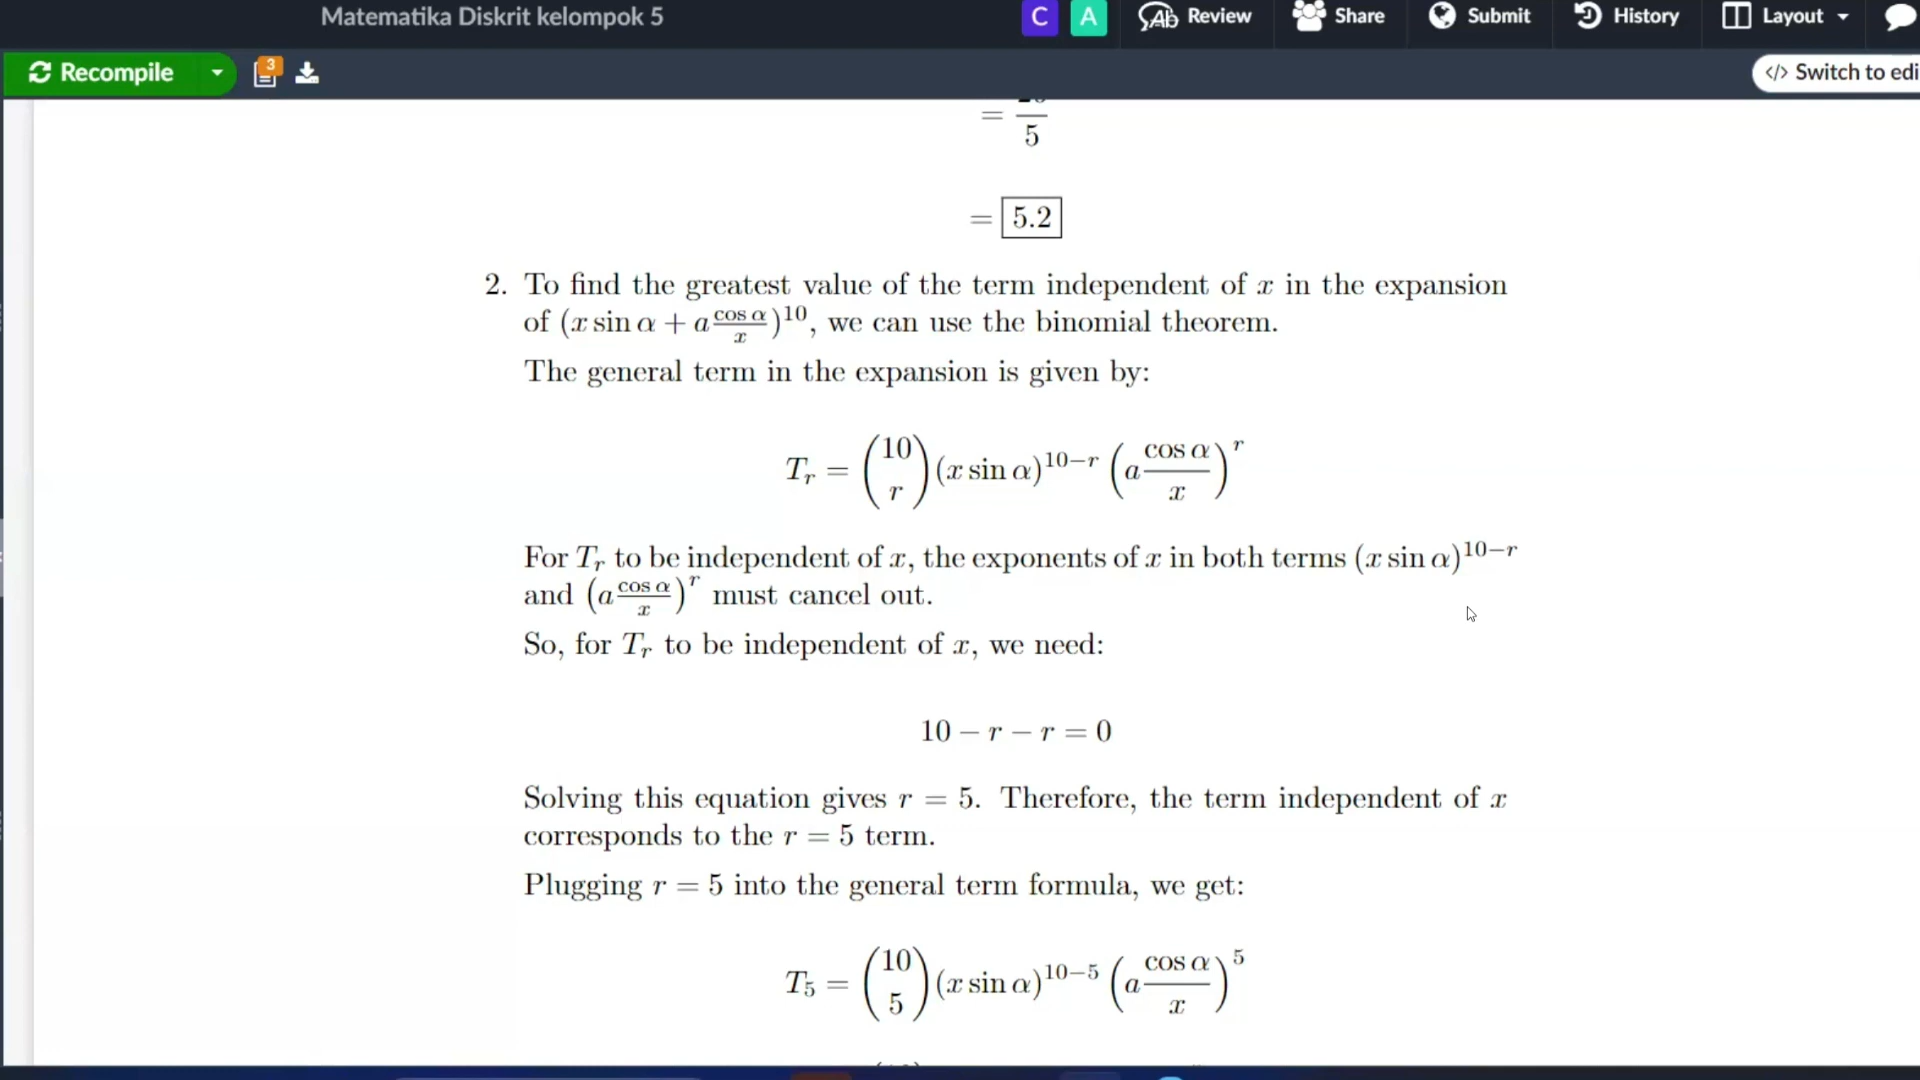 Matematika Diskrit kelompok 5
C A Review Share Submit History Layout
Recompile 3 </> Switch to edi
= —/5
= 5.2
2. To find the greatest value of the term independent of x in the expansion
of (x sin α + a cos α/x)^10, we can use the binomial theorem.
The general term in the expansion is given by:
T_r = (10 r) (x sin α)^{10−r} (a cos α/x)^r
For T_r to be independent of x, the exponents of x in both terms (x sin α)^{10−r}
and (a cos α/x)^r must cancel out.
So, for T_r to be independent of x, we need:
10 − r − r = 0
Solving this equation gives r = 5. Therefore, the term independent of x
corresponds to the r = 5 term.
Plugging r = 5 into the general term formula, we get:
T_5 = (10 5) (x sin α)^{10−5} (a cos α/x)^5